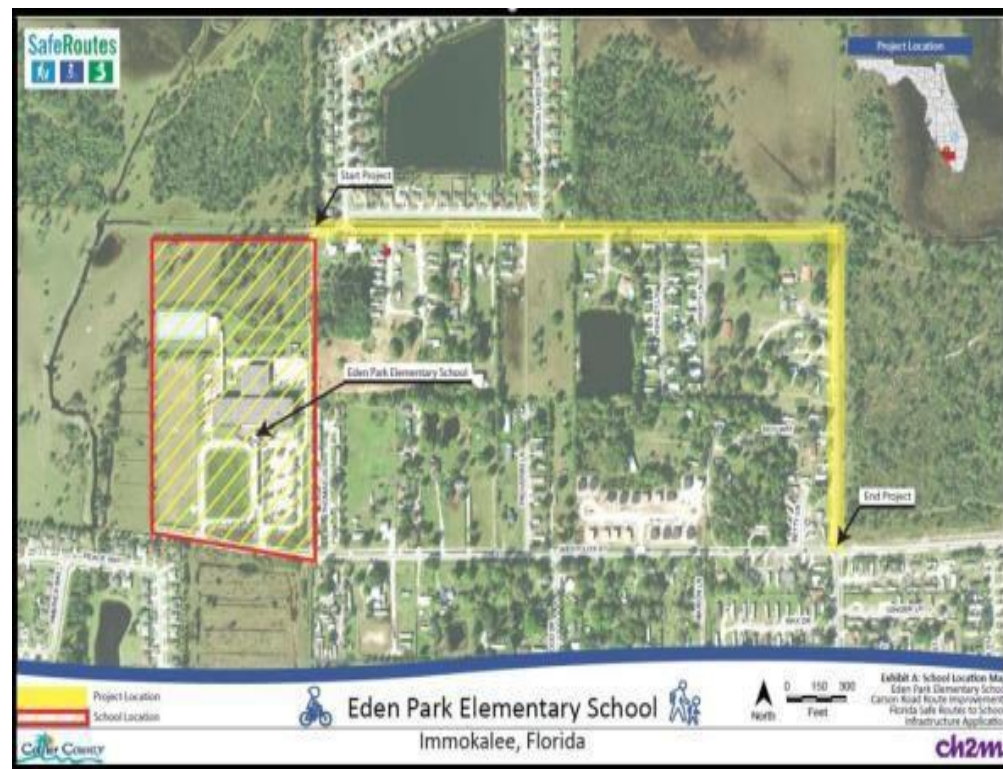 SafeRoutes
Project Location
Start Project
Eden Park Elementary School
End Project
Project Location
School Location
Eden Park Elementary School
Immokalee, Florida
North
0 150 300
Feet
Exhibit A: School Location Ma
Eden Park Elementary Schoo
Carson Road Route Improvement
Florida Safe Routes to Schoo
Infrastructure Applicatio
Collier County
ch2m